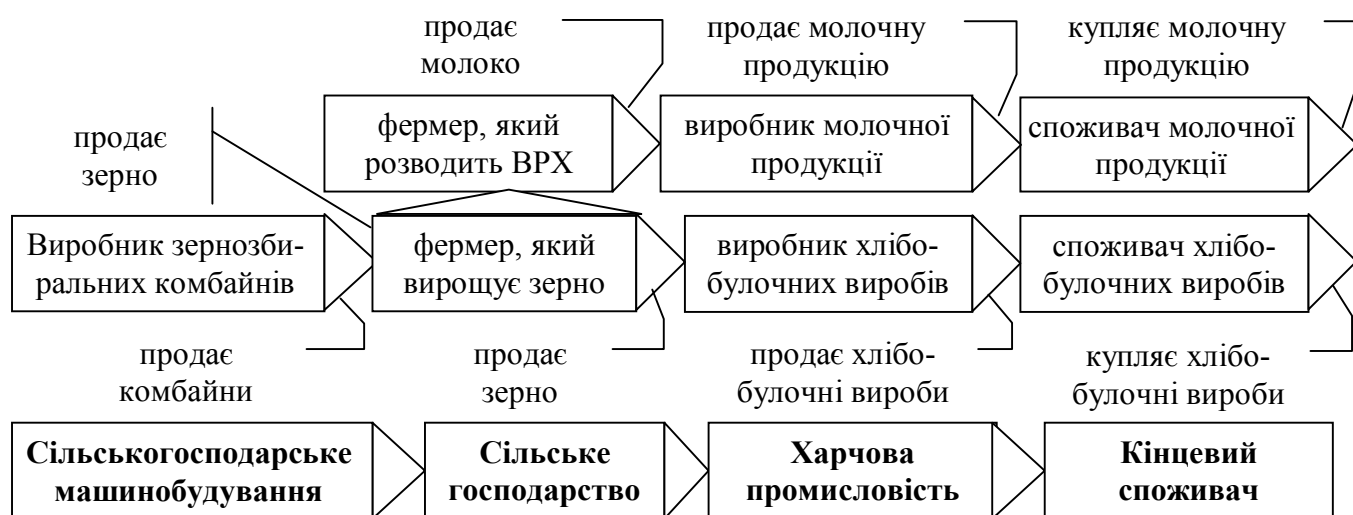 продає
молоко
продає молочну
продукцію
купляє молочну
продукцію
фермер, який
розводить ВРХ
виробник молочної
продукції
споживач молочної
продукції
продає
зерно
Виробник зернозби-
ральних комбайнів
фермер, який
вирощує зерно
виробник хлібо-
булочних виробів
споживач хлібо-
булочних виробів
продає
комбайни
продає
зерно
продає хлібо-
булочні вироби
купляє хлібо-
булочні вироби
Сільськогосподарське
машинобудування
Сільське
господарство
Харчова
промисловість
Кінцевий
споживач